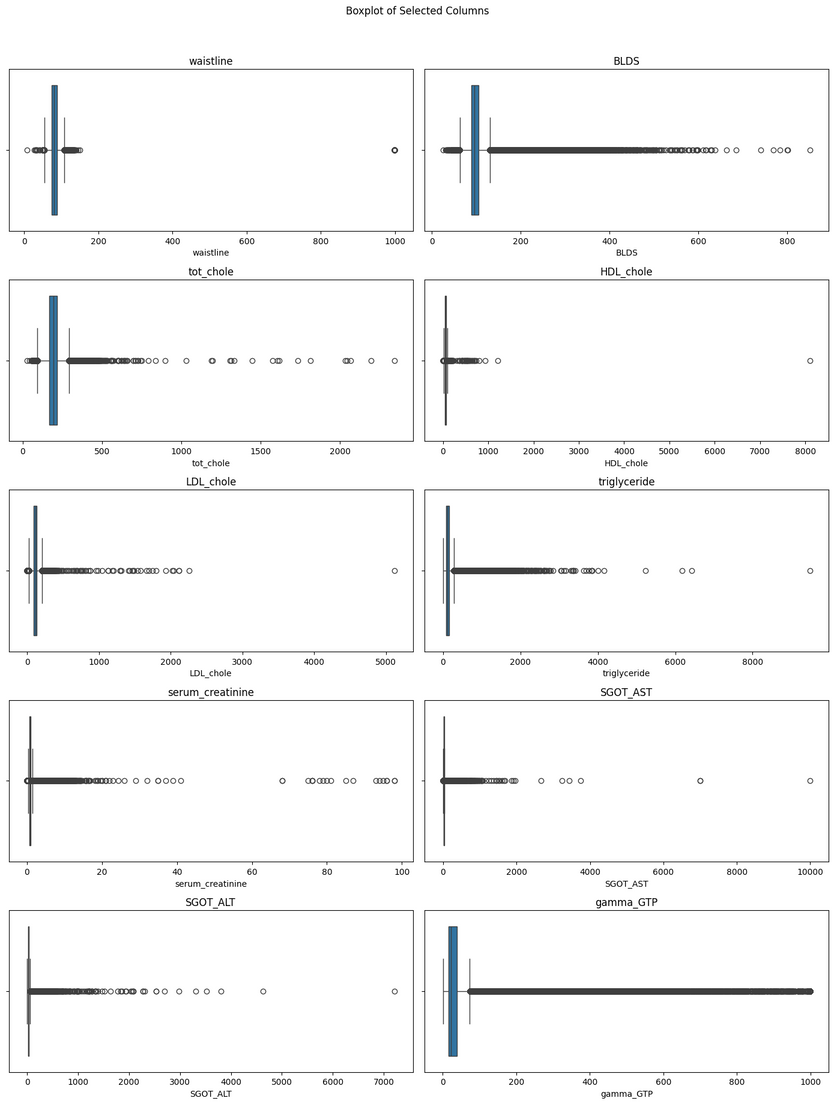 Boxplot of Selected Columns
waistline
0 200 400 600 800 1000
waistline
BLDS
0 200 400 600 800
BLDS
tot_chole
0 500 1000 1500 2000
tot_chole
HDL_chole
0 1000 2000 3000 4000 5000 6000 7000 8000
HDL_chole
LDL_chole
0 1000 2000 3000 4000 5000
LDL_chole
triglyceride
0 2000 4000 6000 8000
triglyceride
serum_creatinine
0 20 40 60 80 100
serum_creatinine
SGOT_AST
0 2000 4000 6000 8000 10000
SGOT_AST
SGOT_ALT
0 1000 2000 3000 4000 5000 6000 7000
SGOT_ALT
gamma_GTP
0 200 400 600 800 1000
gamma_GTP